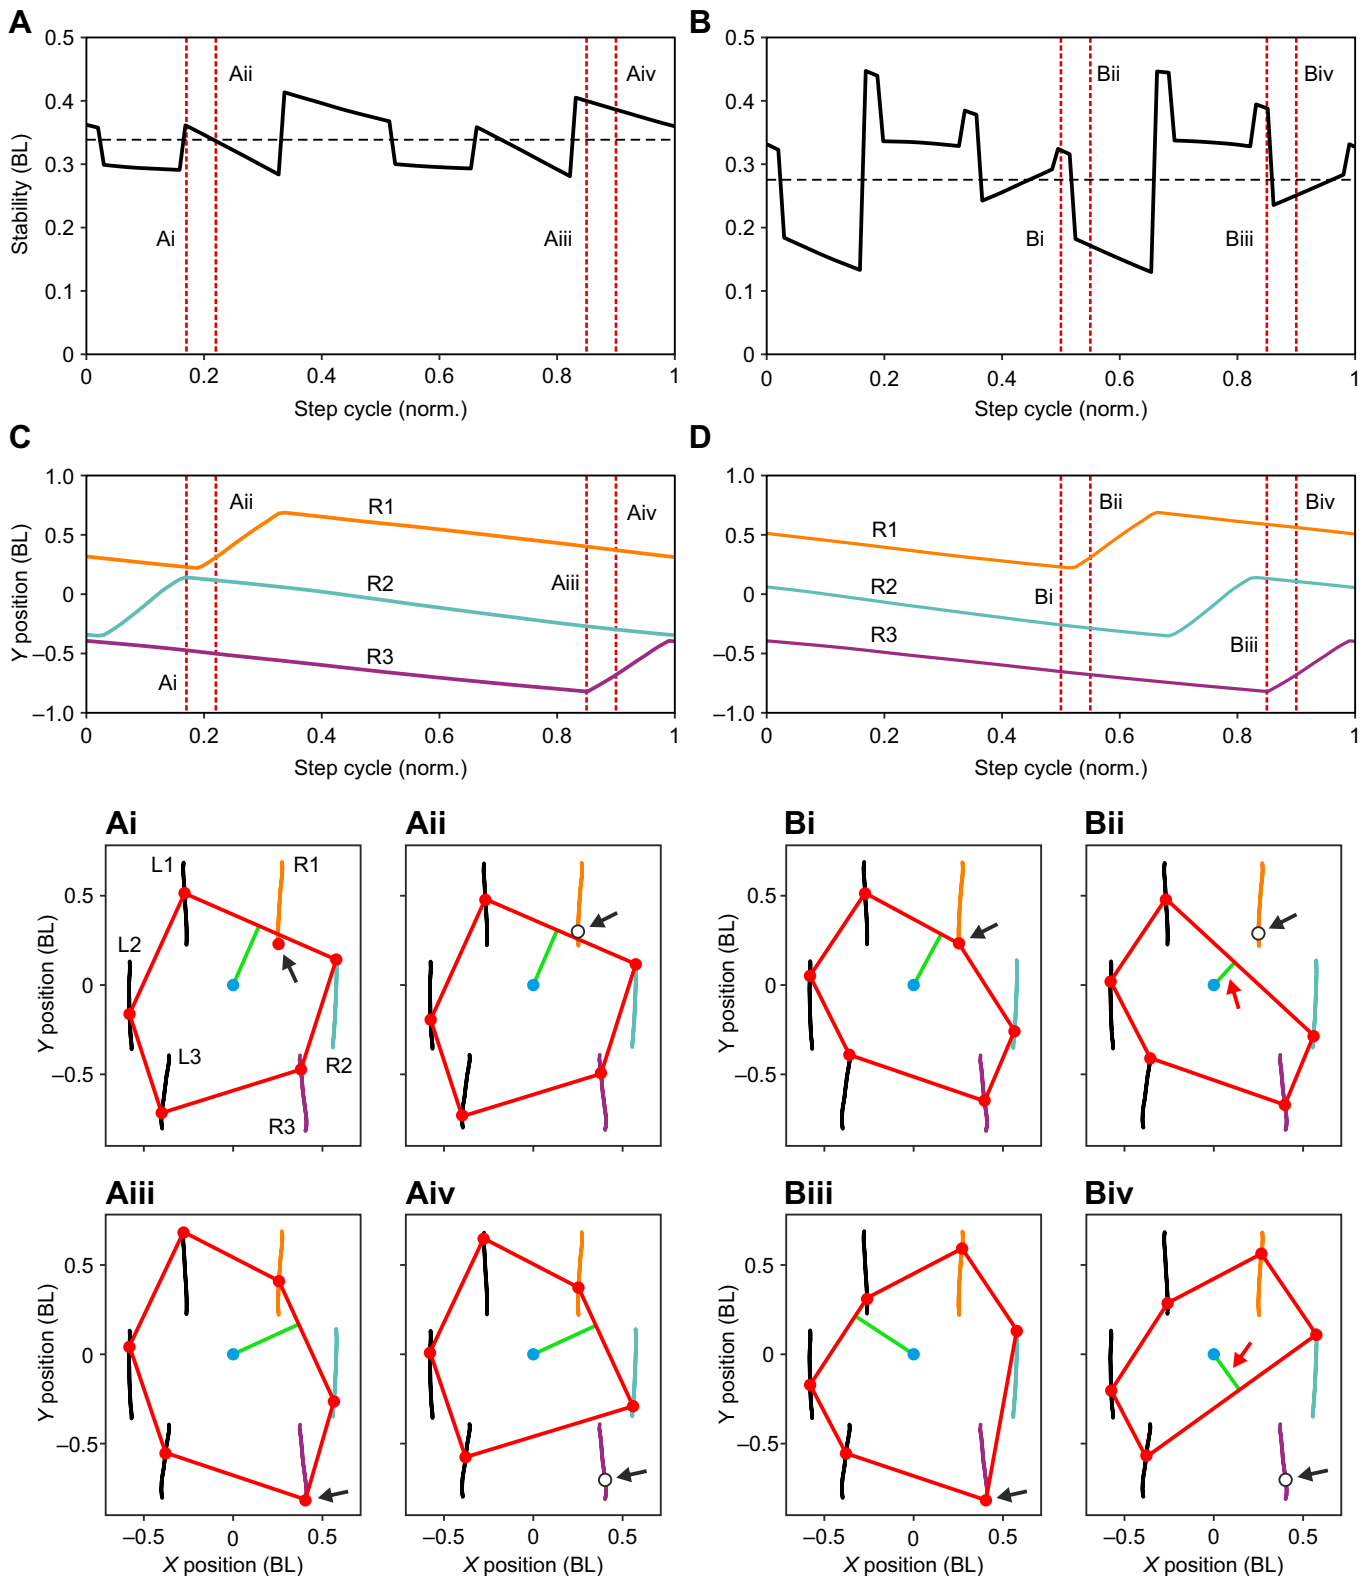 A
B
0.5
0.4
0.3
0.2
0.1
0
Stability (BL)
Aii
Aiv
Ai
Aiii
0 0.2 0.4 0.6 0.8 1
Step cycle (norm.)
0.5
0.4
0.3
0.2
0.1
0
Bii
Biv
Bi
Biii
0 0.2 0.4 0.6 0.8 1
Step cycle (norm.)
C
D
1.0
0.5
0
–0.5
–1.0
Y position (BL)
Aii
R1
Aiv
R2
Aiii
R3
Ai
0 0.2 0.4 0.6 0.8 1
Step cycle (norm.)
1.0
0.5
0
–0.5
–1.0
Bii
Biv
R1
R2
Bi
R3
Biii
0 0.2 0.4 0.6 0.8 1
Step cycle (norm.)
Ai
Aii
Bi
Bii
L1
R1
L2
L3
R2
R3
0.5
0
–0.5
Y position (BL)
0.5
0
–0.5
Y position (BL)
Aiii
Aiv
Biii
Biv
0.5
0
–0.5
Y position (BL)
–0.5 0 0.5
–0.5 0 0.5
X position (BL)
X position (BL)
0.5
0
–0.5
Y position (BL)
–0.5 0 0.5
–0.5 0 0.5
X position (BL)
X position (BL)